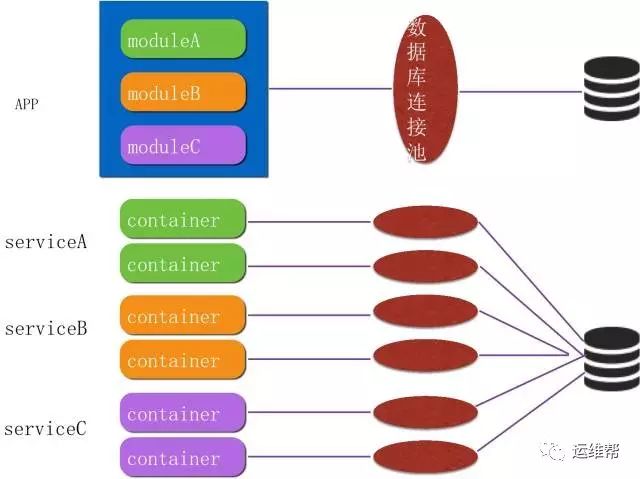 moduleA
数据库连接池
APP
moduleB
moduleC
container
serviceA
container
container
serviceB
container
container
serviceC
container
运维帮